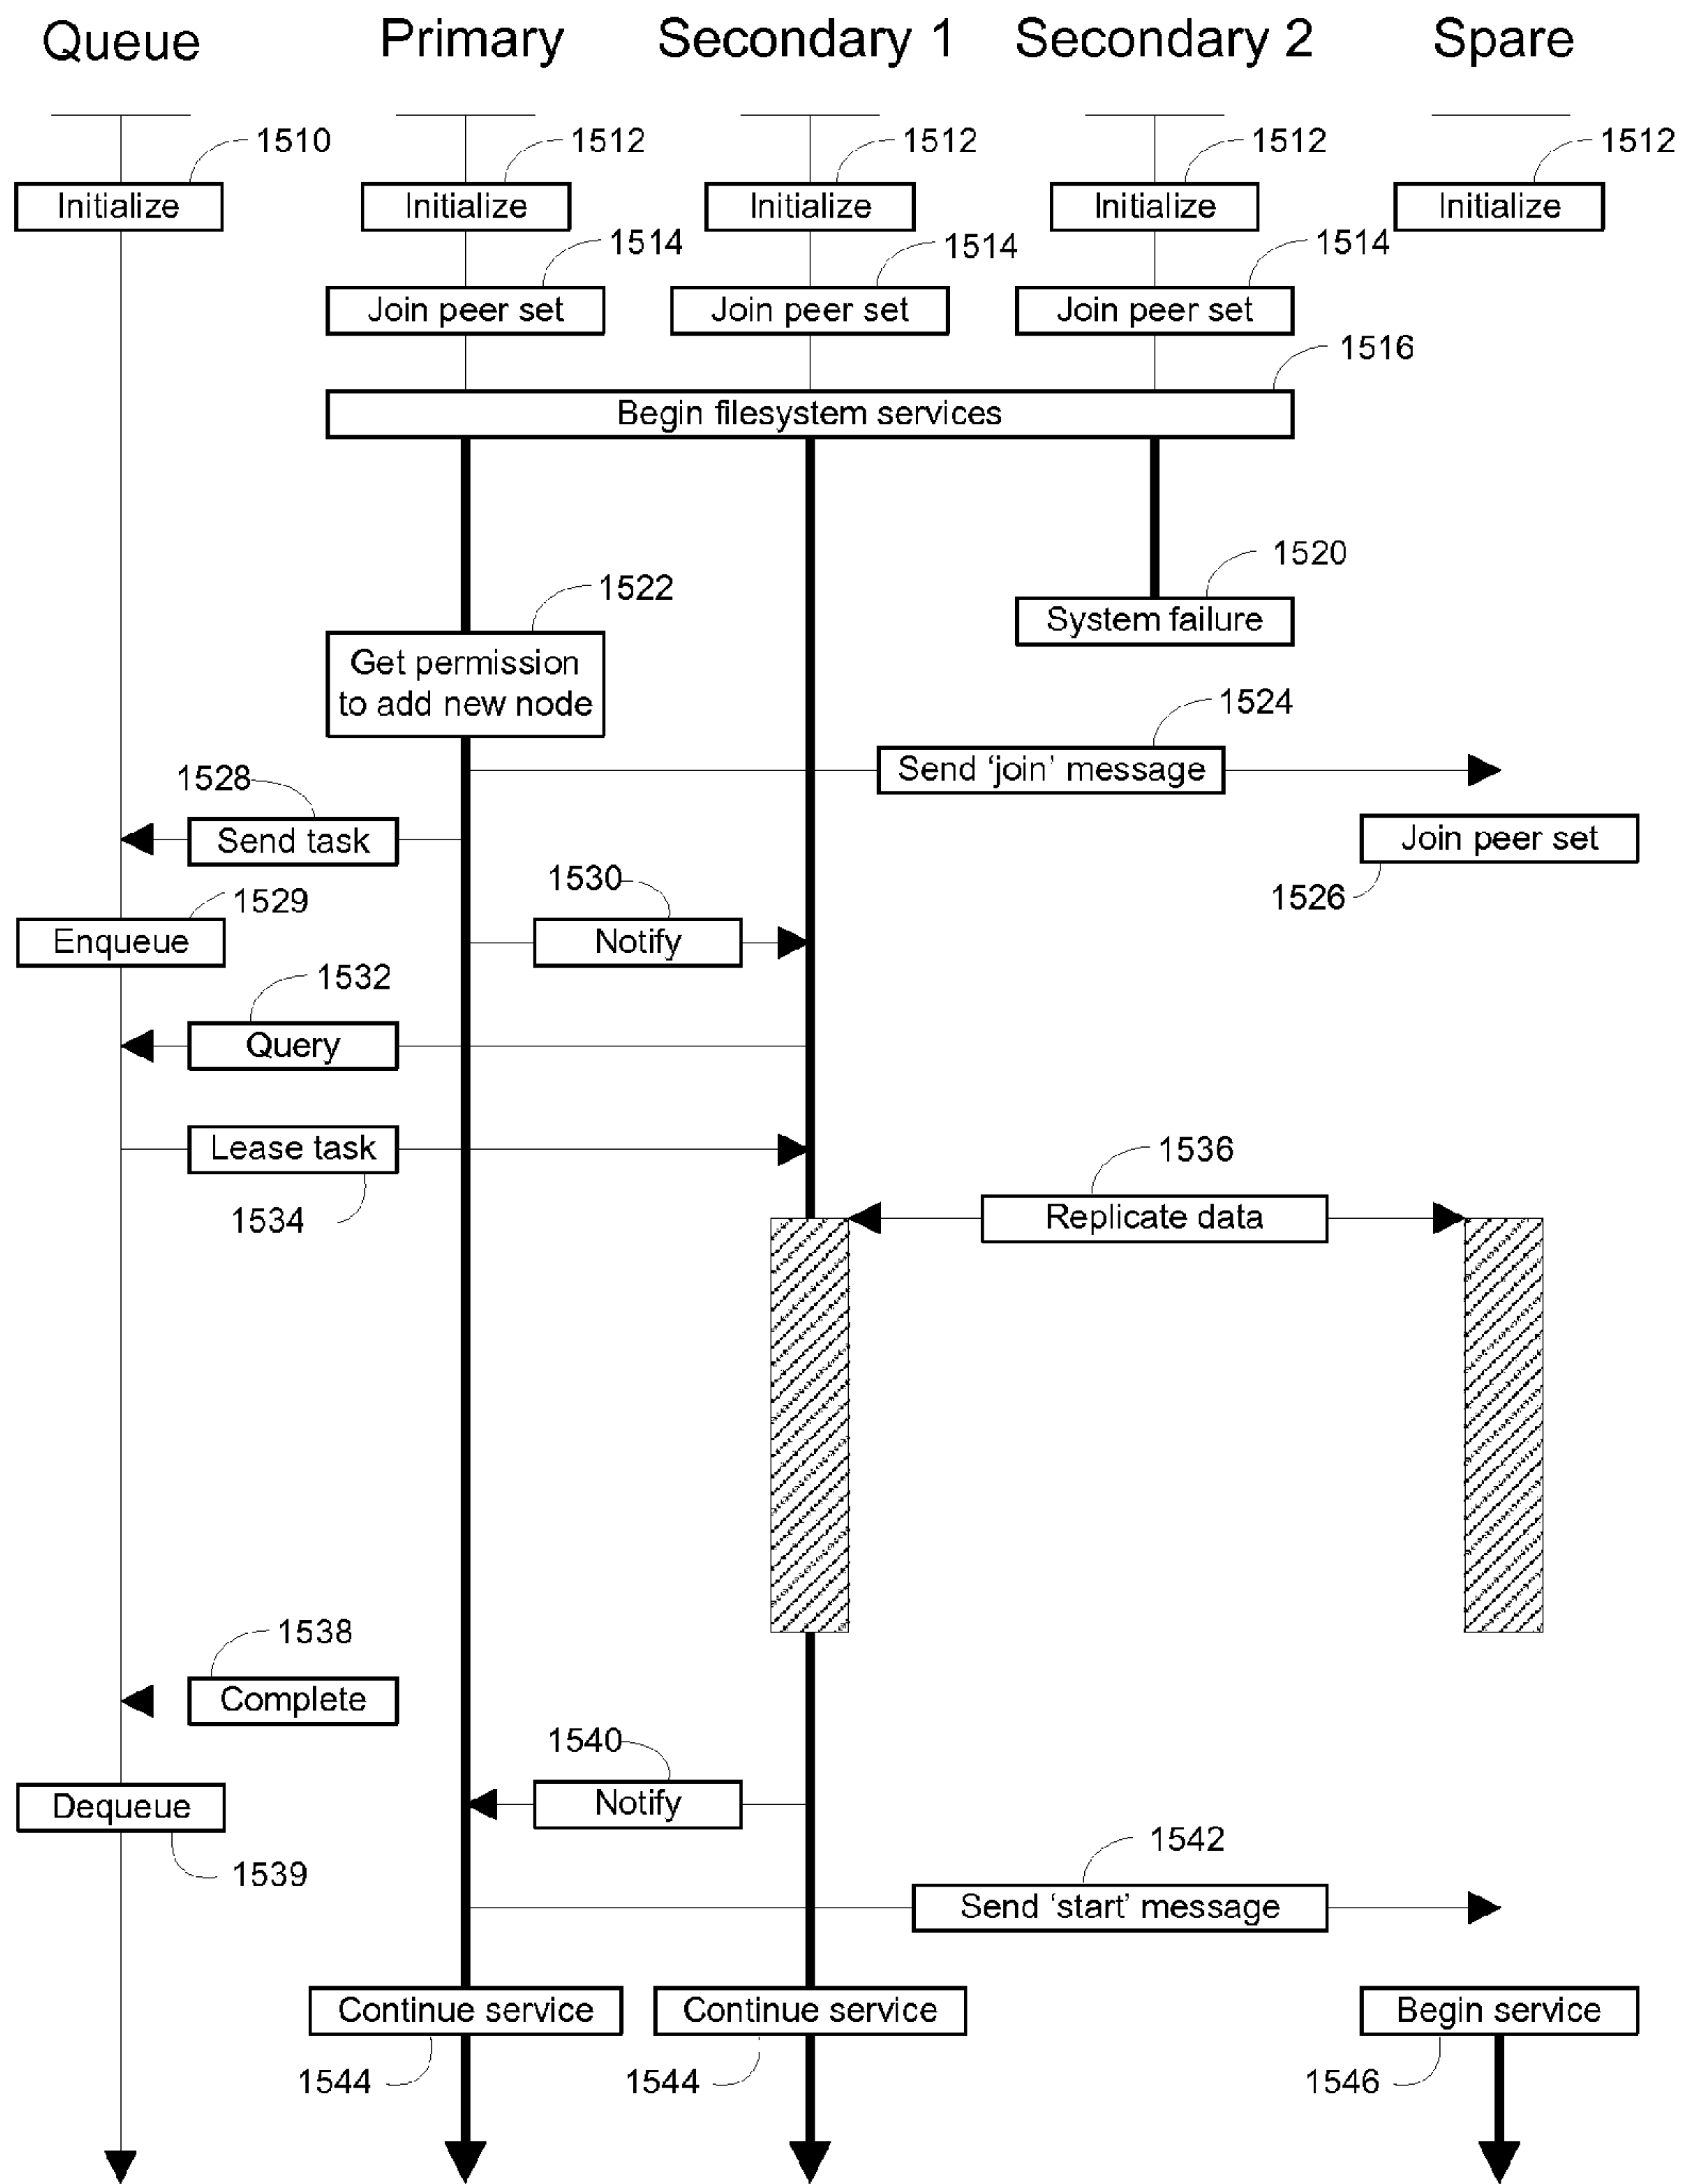 Queue Primary Secondary 1 Secondary 2 Spare
1510 1512 1512 1512 1512
Initialize Initialize Initialize Initialize Initialize
1514 1514 1514
Join peer set Join peer set Join peer set
1516
Begin filesystem services
1520
System failure
1522
Get permission
to add new node
1524
Send ‘join’ message
1528
Send task
Join peer set
1526
1529
Enqueue
1530
Notify
1532
Query
Lease task
1534
1536
Replicate data
1538
Complete
1540
Notify
Dequeue
1539
1542
Send ‘start’ message
Continue service Continue service Begin service
1544 1544 1546